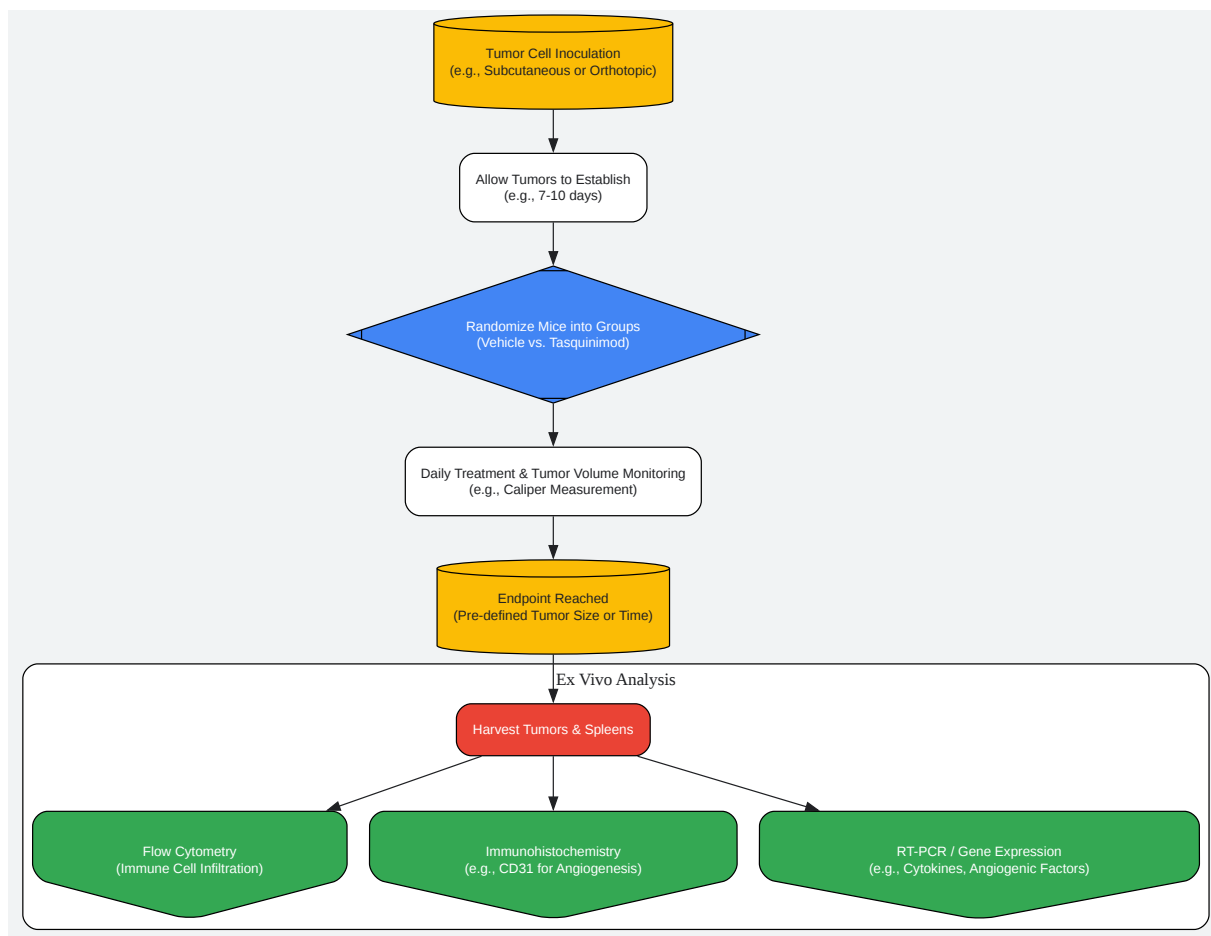 Tumor Cell Inoculation
(e.g., Subcutaneous or Orthotopic)
Allow Tumors to Establish
(e.g., 7-10 days)
Randomize Mice into Groups
(Vehicle vs. Tasquinimod)
Daily Treatment & Tumor Volume Monitoring
(e.g., Caliper Measurement)
Endpoint Reached
(Pre-defined Tumor Size or Time)
Ex Vivo Analysis
Harvest Tumors & Spleens
Flow Cytometry
(Immune Cell Infiltration)
Immunohistochemistry
(e.g., CD31 for Angiogenesis)
RT-PCR / Gene Expression
(e.g., Cytokines, Angiogenic Factors)